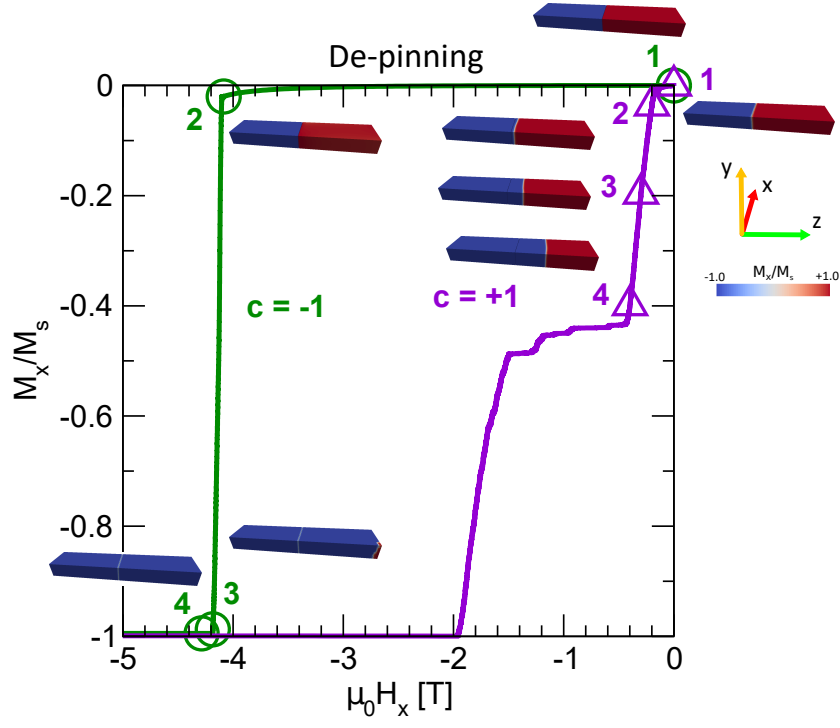 De-pinning
1
1
0
2
2
3
y
x
z
-0.2
Mₓ/Mₛ
-1.0
+1.0
c = -1
c = +1
4
-0.4
Mₓ/Mₛ
-0.6
-0.8
4
3
-1
-5
-4
-3
-2
-1
0
μ₀Hₓ [T]